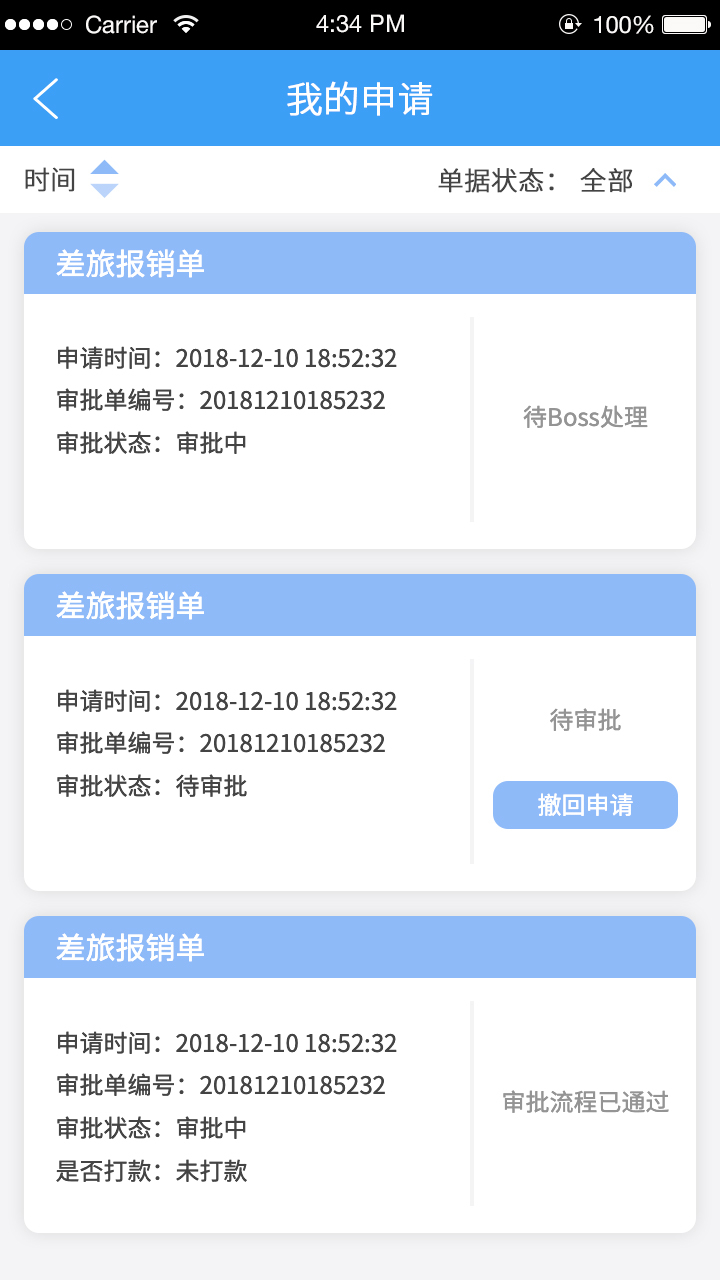 Carrier 4:34 PM 100%
我的申请
时间 单据状态： 全部
差旅报销单
申请时间：2018-12-10 18:52:32
审批单编号：20181210185232
审批状态：审批中
待Boss处理
差旅报销单
申请时间：2018-12-10 18:52:32
审批单编号：20181210185232
审批状态：待审批
待审批
撤回申请
差旅报销单
申请时间：2018-12-10 18:52:32
审批单编号：20181210185232
审批状态：审批中
是否打款：未打款
审批流程已通过